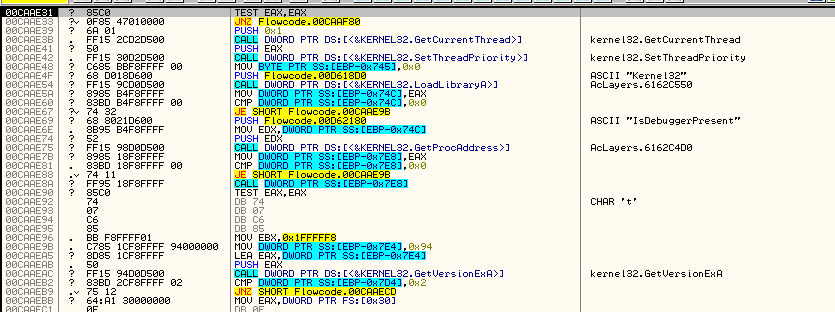 00CAAE31 ? 85C0 TEST EAX,EAX
00CAAE33 ?v 0F85 47010000 JNZ Flowcode.00CAAF80
00CAAE39 ? 6A 01 PUSH 0x1
00CAAE3B . FF15 2CD2D500 CALL DWORD PTR DS:[<&KERNEL32.GetCurrentThread>] kernel32.GetCurrentThread
00CAAE41 ? 50 PUSH EAX
00CAAE42 . FF15 30D2D500 CALL DWORD PTR DS:[<&KERNEL32.SetThreadPriority>] kernel32.SetThreadPriority
00CAAE48 ? C685 BBF8FFFF 00 MOV BYTE PTR SS:[EBP-0x745],0x0
00CAAE4F ? 68 D018D600 PUSH Flowcode.00D618D0 ASCII "Kernel32"
00CAAE54 ? FF15 9CD0D500 CALL DWORD PTR DS:[<&KERNEL32.LoadLibraryA>] AcLayers.6162C550
00CAAE5A ? 8985 B4F8FFFF MOV DWORD PTR SS:[EBP-0x74C],EAX
00CAAE60 ? 83BD B4F8FFFF 00 CMP DWORD PTR SS:[EBP-0x74C],0x0
00CAAE67 ?v 74 32 JE SHORT Flowcode.00CAAE9B
00CAAE69 ? 68 8021D600 PUSH Flowcode.00D62180 ASCII "IsDebuggerPresent"
00CAAE6E . 8B95 B4F8FFFF MOV EDX,DWORD PTR SS:[EBP-0x74C]
00CAAE74 ? 52 PUSH EDX
00CAAE75 ? FF15 98D0D500 CALL DWORD PTR DS:[<&KERNEL32.GetProcAddress>] AcLayers.6162C4D0
00CAAE7B ? 8985 18F8FFFF MOV DWORD PTR SS:[EBP-0x7E8],EAX
00CAAE81 . 83BD 18F8FFFF 00 CMP DWORD PTR SS:[EBP-0x7E8],0x0
00CAAE88 .v 74 11 JE SHORT Flowcode.00CAAE9B
00CAAE8A ? FF95 18F8FFFF CALL DWORD PTR SS:[EBP-0x7E8]
00CAAE90 ? 85C0 TEST EAX,EAX
00CAAE92 74 DB 74 CHAR 't'
00CAAE93 07 DB 07
00CAAE94 C6 DB C6
00CAAE95 85 DB 85
00CAAE96 . BB F8FFFF01 MOV EBX,0x1FFFFF8
00CAAE9B . C785 1CF8FFFF 94000000 MOV DWORD PTR SS:[EBP-0x7E4],0x94
00CAAEA5 ? 8D85 1CF8FFFF LEA EAX,DWORD PTR SS:[EBP-0x7E4]
00CAAEAB . 50 PUSH EAX
00CAAEAC ? FF15 94D0D500 CALL DWORD PTR DS:[<&KERNEL32.GetVersionExA>] kernel32.GetVersionExA
00CAAEB2 ? 83BD 2CF8FFFF 02 CMP DWORD PTR SS:[EBP-0x7D4],0x2
00CAAEB9 .v 75 12 JNZ SHORT Flowcode.00CAAECD
00CAAEBB ? 64:A1 30000000 MOV EAX,DWORD PTR FS:[0x30]
00CAAEC1 0F DB 0F